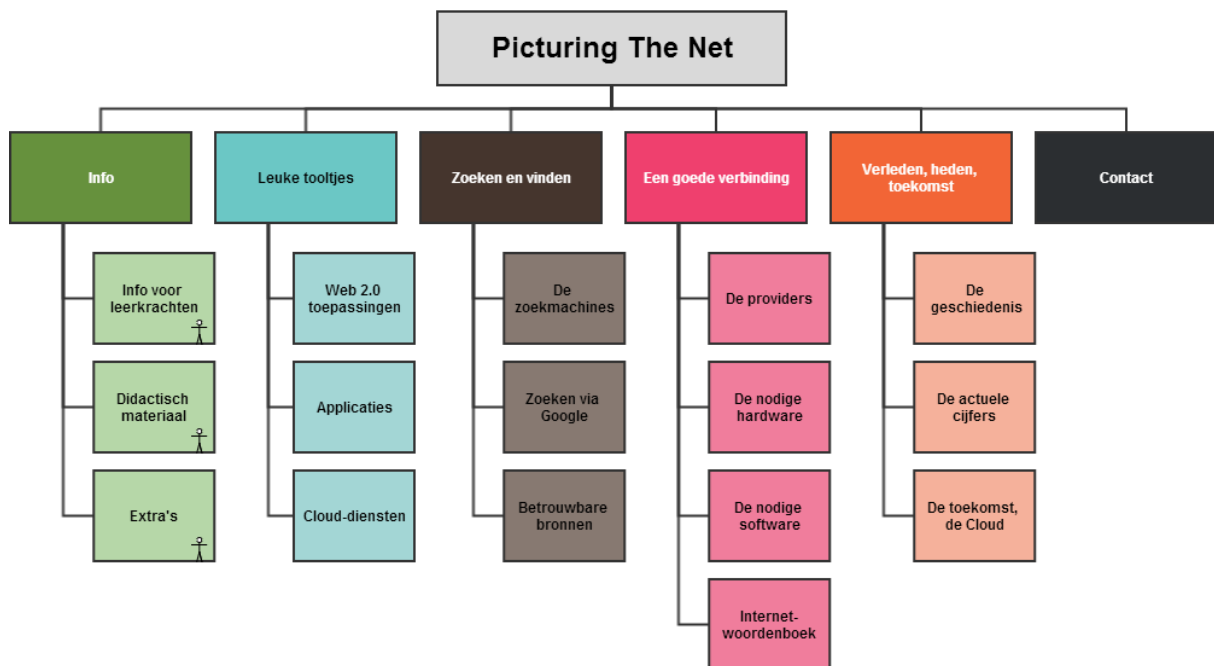 Picturing The Net
Info
Leuke tooltjes
Zoeken en vinden
Een goede verbinding
Verleden, heden,
toekomst
Contact
Info voor
leerkrachten
Didactisch
materiaal
Extra's
Web 2.0
toepassingen
Applicaties
Cloud-diensten
De
zoekmachines
Zoeken via
Google
Betrouwbare
bronnen
De providers
De nodige
hardware
De nodige
software
Internet-
woordenboek
De
geschiedenis
De actuele
cijfers
De toekomst,
de Cloud